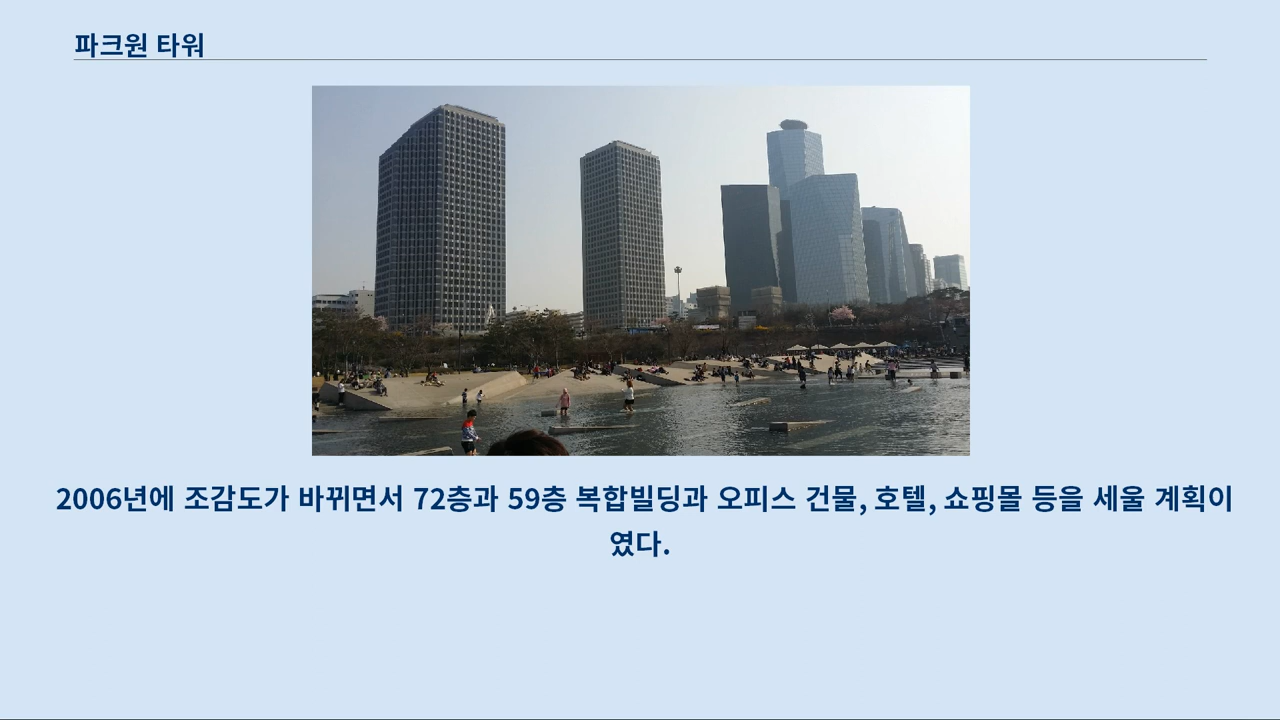 파크원 타워
2006년에 조감도가 바뀌면서 72층과 59층 복합빌딩과 오피스 건물, 호텔, 쇼핑몰 등을 세울 계획이
였다.